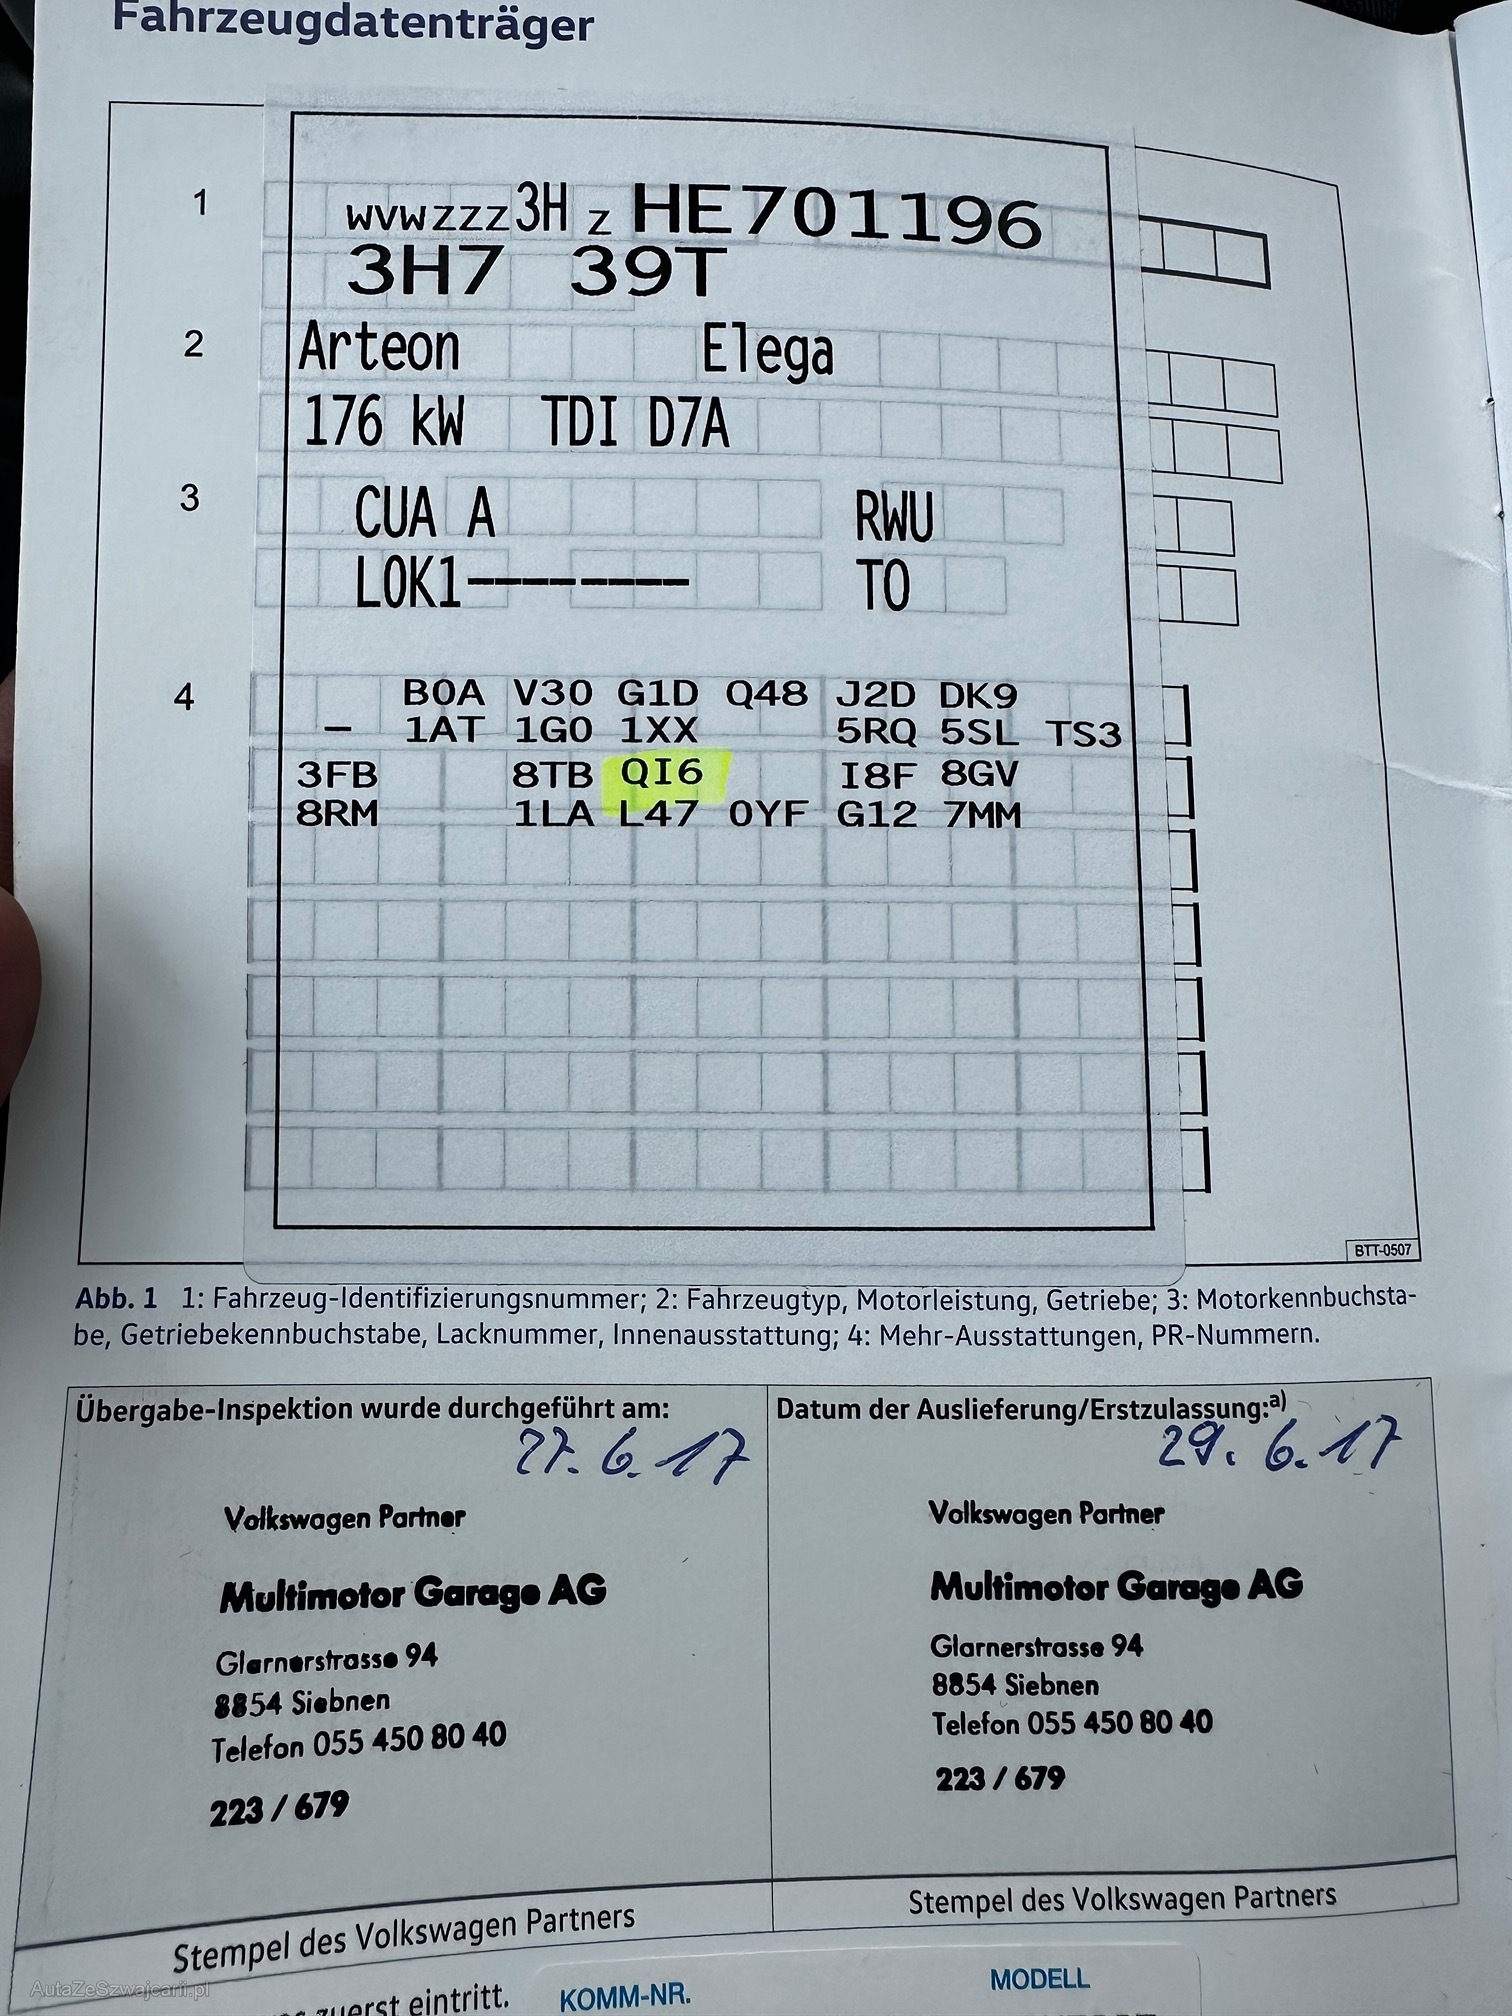 Fahrzeugdatenträger
1 WVWZZZ3H Z HE701196
3H7 39T
2 Arteon Elega
176 kW TDI D7A
3 CUA A RWU
L0K1-------- TO
4 B0A V30 G1D Q48 J2D DK9
– 1AT 1G0 1XX 5RQ 5SL TS3
3FB 8TB QI6 I8F 8GV
8RM 1LA L47 0YF G12 7MM
BTT-0507
Abb. 1 1: Fahrzeug-Identifizierungsnummer; 2: Fahrzeugtyp, Motorleistung, Getriebe; 3: Motorkennbuchsta-
be, Getriebekennbuchstabe, Lacknummer, Innenausstattung; 4: Mehr-Ausstattungen, PR-Nummern.
Übergabe-Inspektion wurde durchgeführt am:
27.6.17
Volkswagen Partner
Multimotor Garage AG
Glarnerstrasse 94
8854 Siebnen
Telefon 055 450 80 40
223 / 679
Stempel des Volkswagen Partners
Datum der Auslieferung/Erstzulassung:a)
29.6.17
Volkswagen Partner
Multimotor Garage AG
Glarnerstrasse 94
8854 Siebnen
Telefon 055 450 80 40
223 / 679
Stempel des Volkswagen Partners
zuerst eintritt.
KOMM-NR.
MODELL
AutaZeSzwajcarii.pl